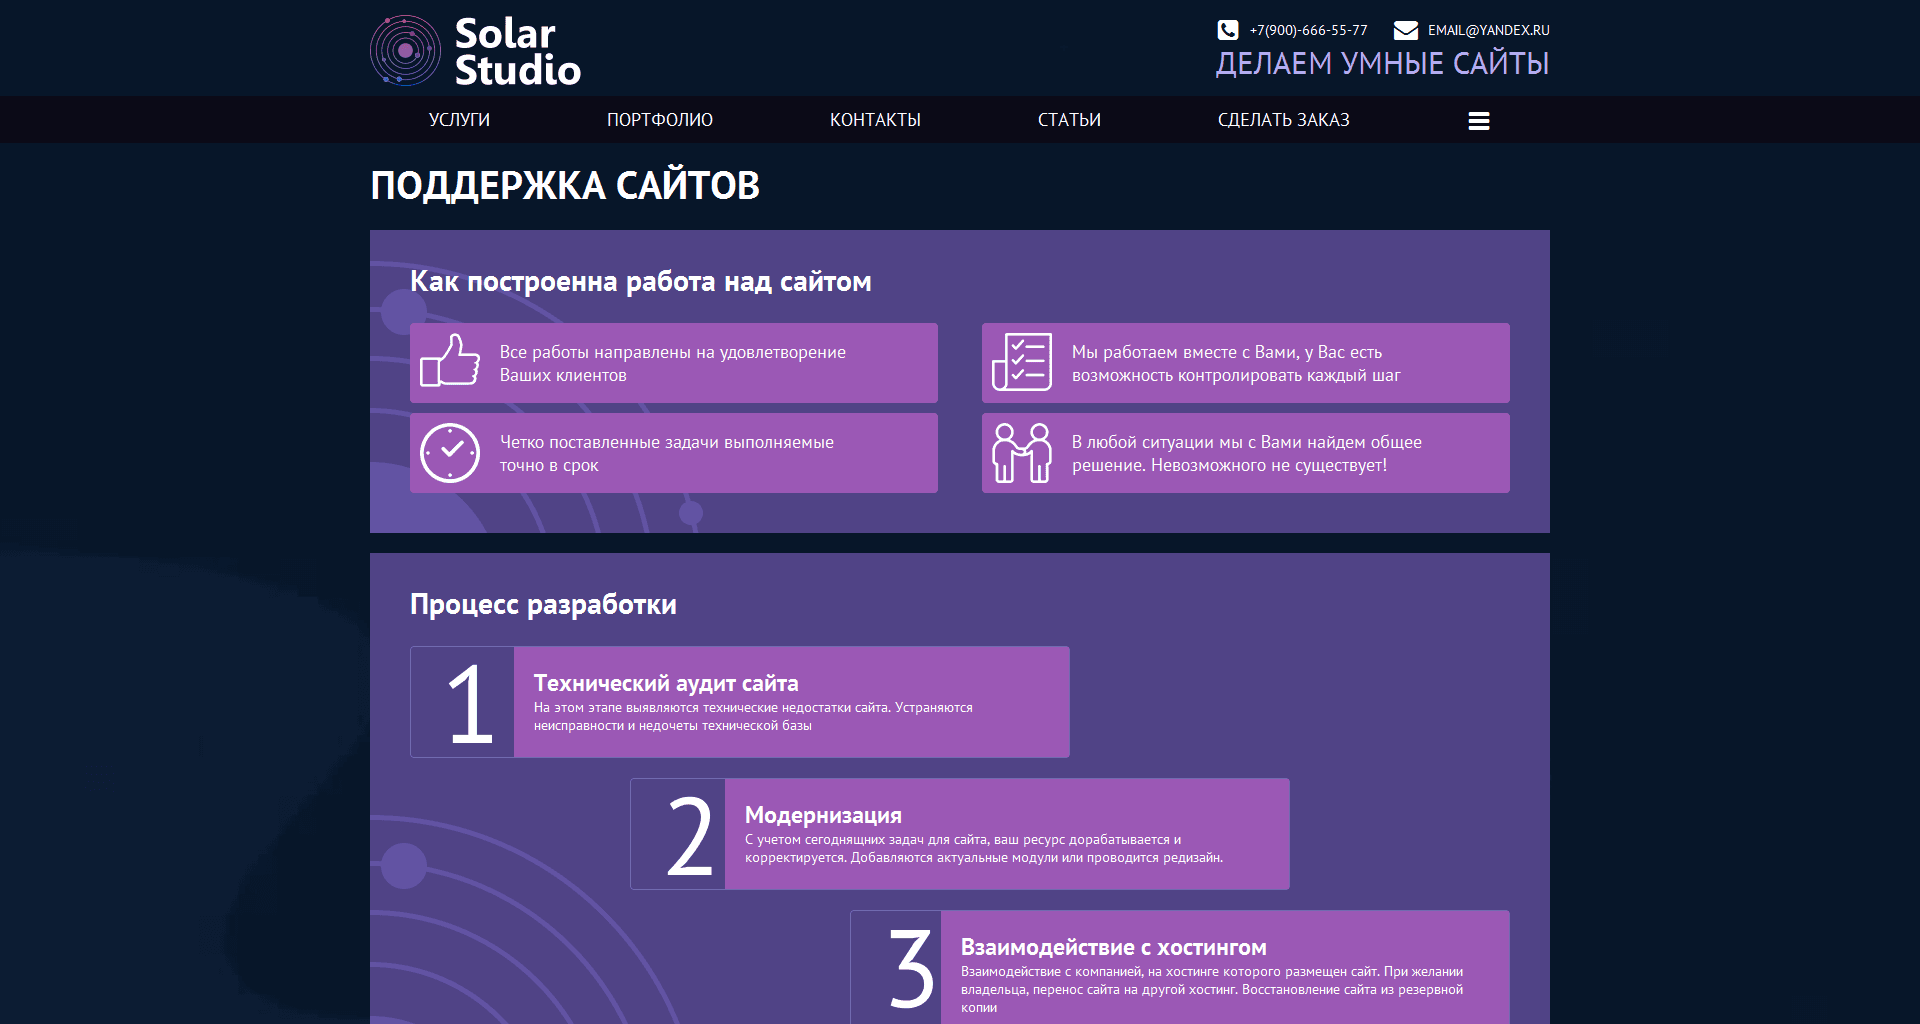 Solar
Studio
+7(900)-666-55-77
EMAIL@YANDEX.RU
ДЕЛАЕМ УМНЫЕ САЙТЫ
УСЛУГИ
ПОРТФОЛИО
КОНТАКТЫ
СТАТЬИ
СДЕЛАТЬ ЗАКАЗ
ПОДДЕРЖКА САЙТОВ
Как построенна работа над сайтом
Все работы направлены на удовлетворение
Ваших клиентов
Мы работаем вместе с Вами, у Вас есть
возможность контролировать каждый шаг
Четко поставленные задачи выполняемые
точно в срок
В любой ситуации мы с Вами найдем общее
решение. Невозможного не существует!
Процесс разработки
1
Технический аудит сайта
На этом этапе выявляются технические недостатки сайта. Устраняются
неисправности и недочеты технической базы
2
Модернизация
С учетом сегоднящних задач для сайта, ваш ресурс дорабатывается и
корректируется. Добавляются актуальные модули или проводится редизайн.
3
Взаимодействие с хостингом
Взаимодействие с компанией, на хостинге которого размещен сайт. При желании
владельца, перенос сайта на другой хостинг. Восстановление сайта из резервной
копии